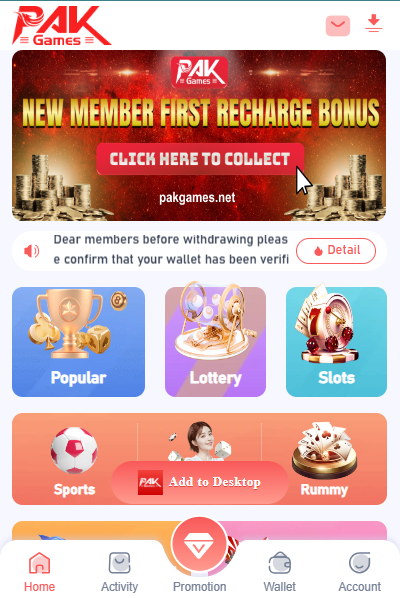 PAK
Games
PAK
Games
NEW MEMBER FIRST RECHARGE BONUS
CLICK HERE TO COLLECT
pakgames.net
Dear members before withdrawing pleas
e confirm that your wallet has been verifi
Detail
Popular
Lottery
Slots
Sports
Rummy
PAK
Add to Desktop
Home
Activity
Promotion
Wallet
Account